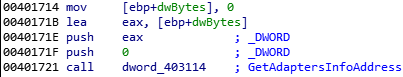 00401714 mov     [ebp+dwBytes], 0
0040171B lea     eax, [ebp+dwBytes]
0040171E push    eax             ; _DWORD
0040171F push    0               ; _DWORD
00401721 call    dword_403114    ; GetAdaptersInfoAddress